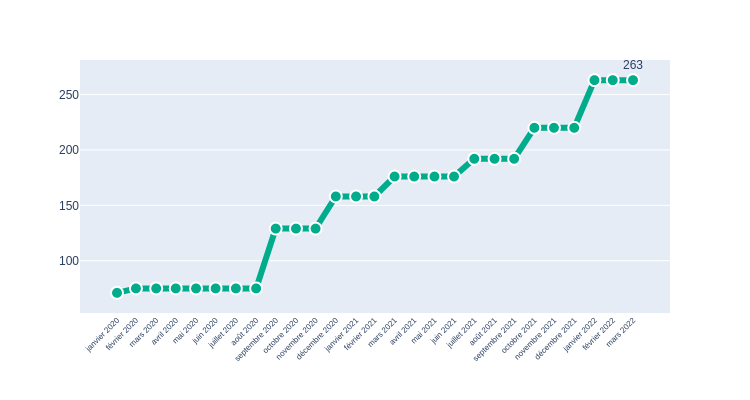 263
250
200
150
100
janvier 2020
février 2020
mars 2020
avril 2020
mai 2020
juin 2020
juillet 2020
août 2020
septembre 2020
octobre 2020
novembre 2020
décembre 2020
janvier 2021
février 2021
mars 2021
avril 2021
mai 2021
juin 2021
juillet 2021
août 2021
septembre 2021
octobre 2021
novembre 2021
décembre 2021
janvier 2022
février 2022
mars 2022